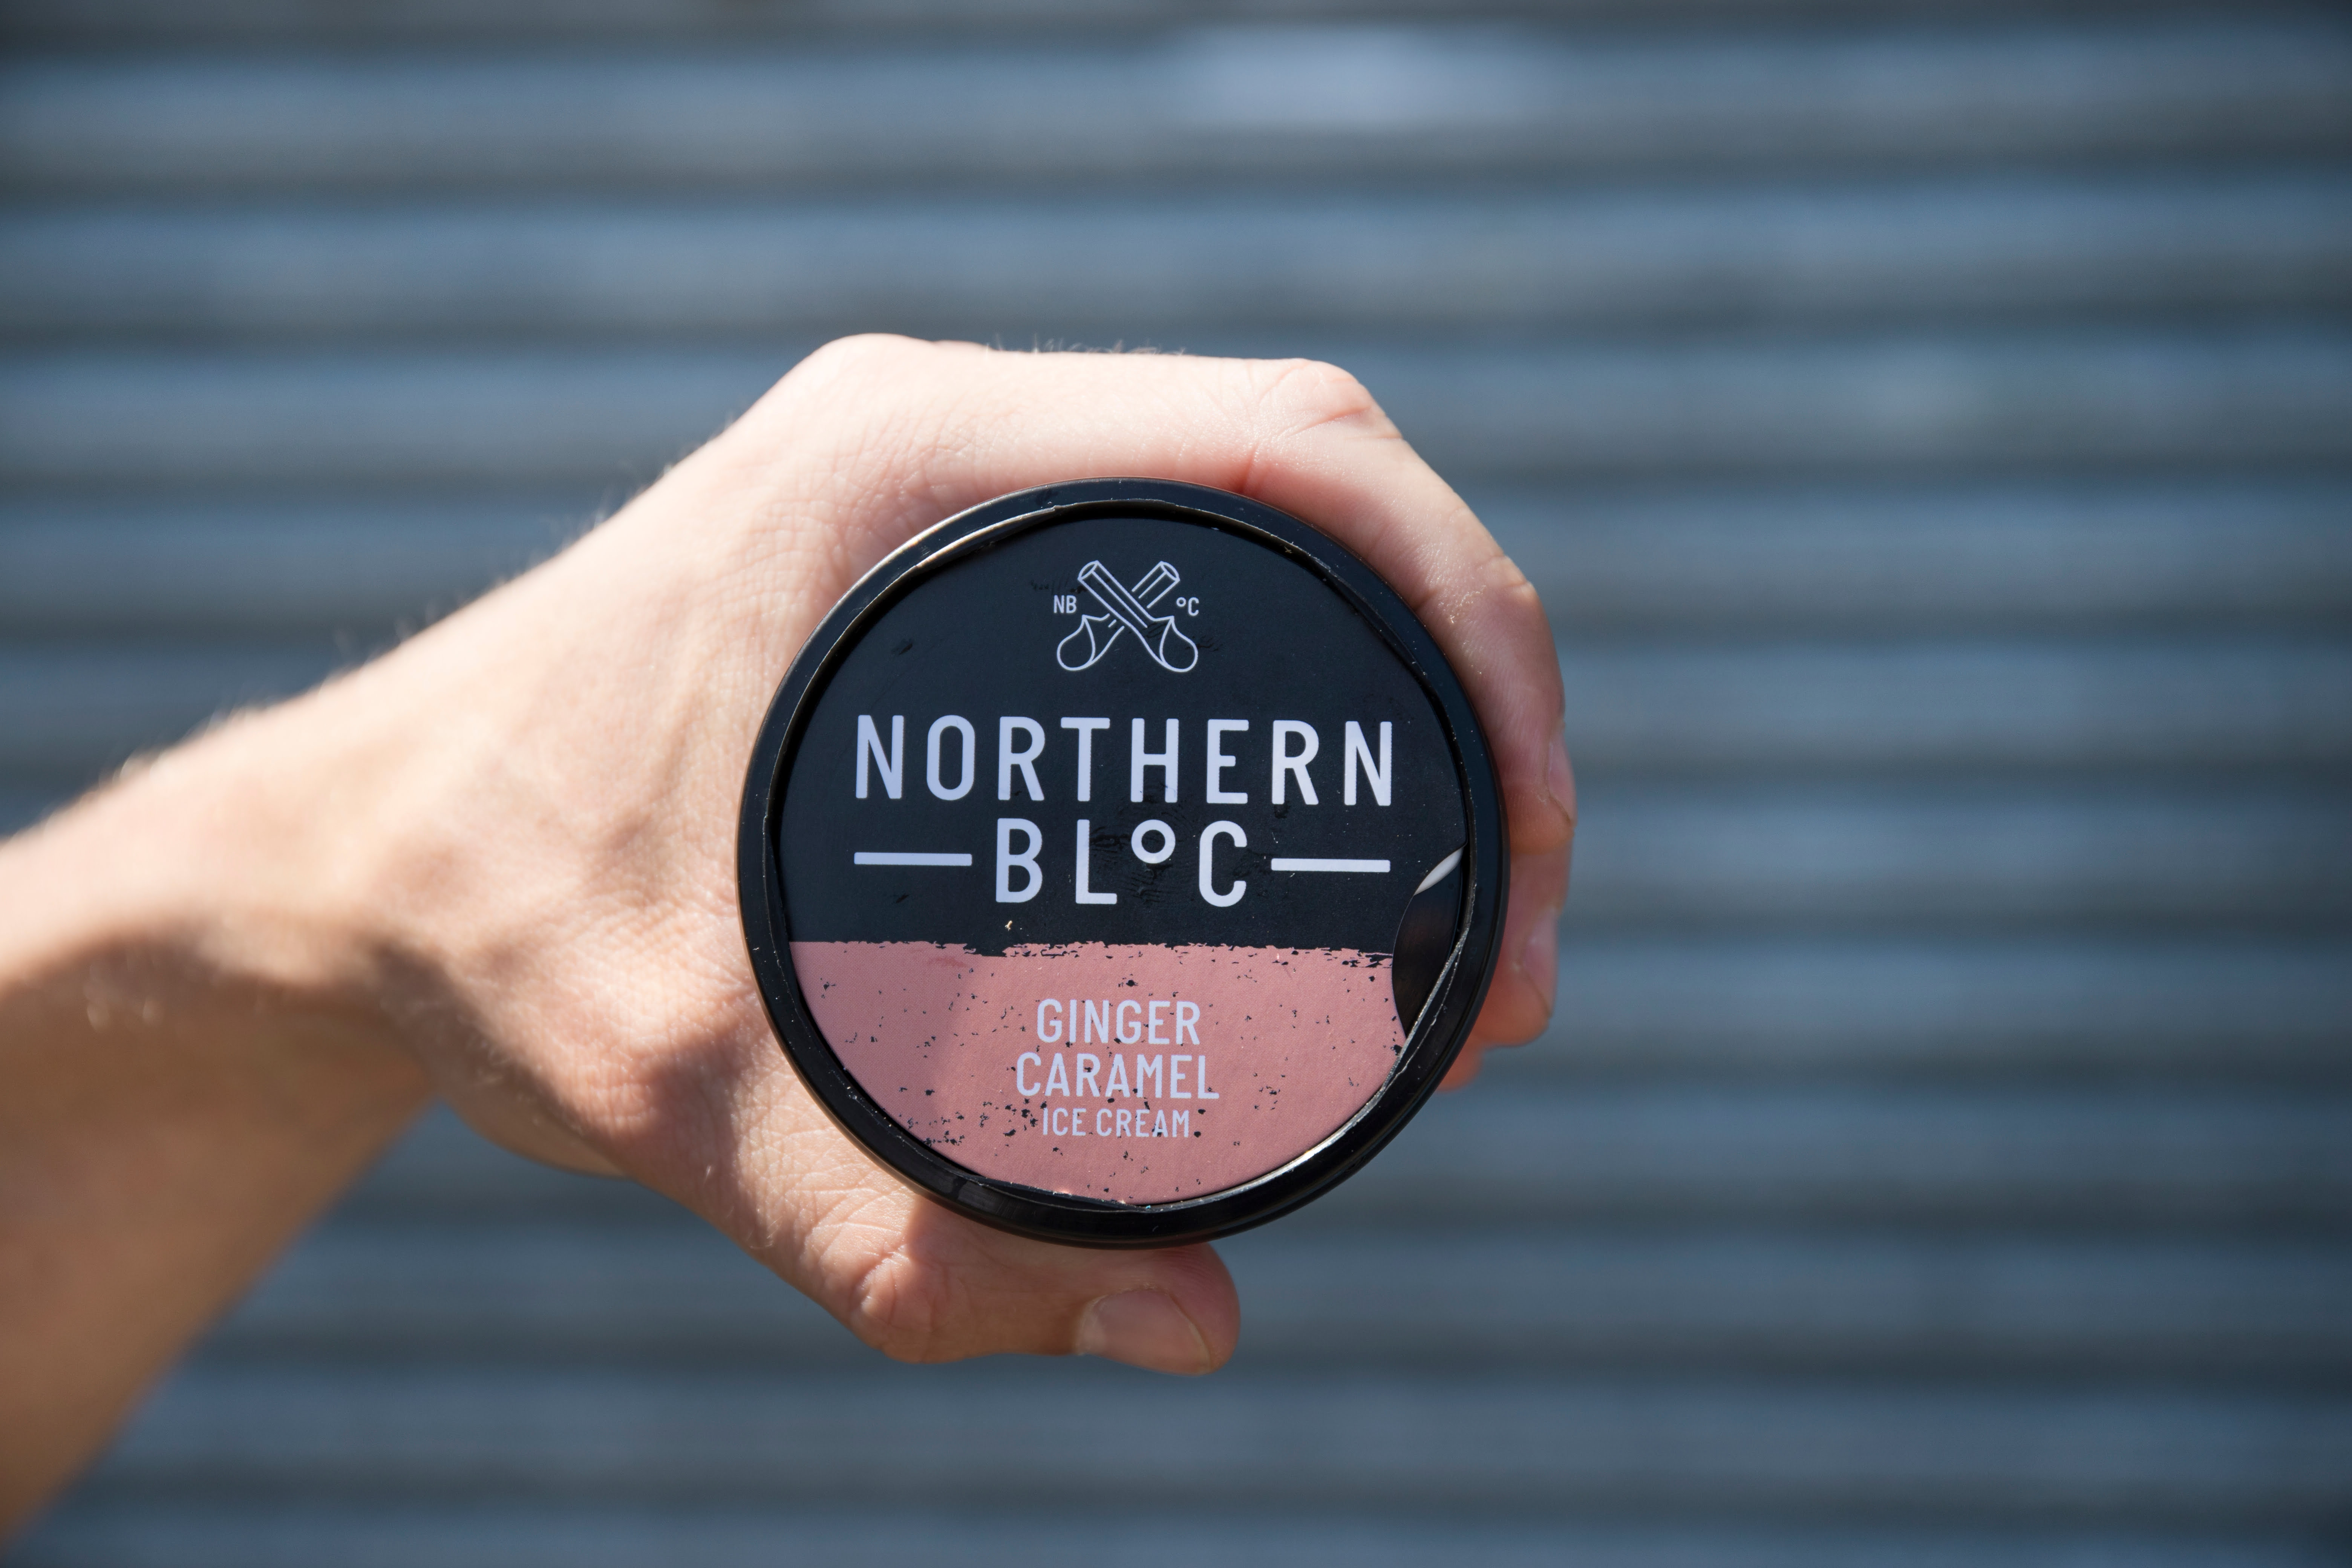 NB °C
NORTHERN
BL°C
GINGER
CARAMEL
ICE CREAM